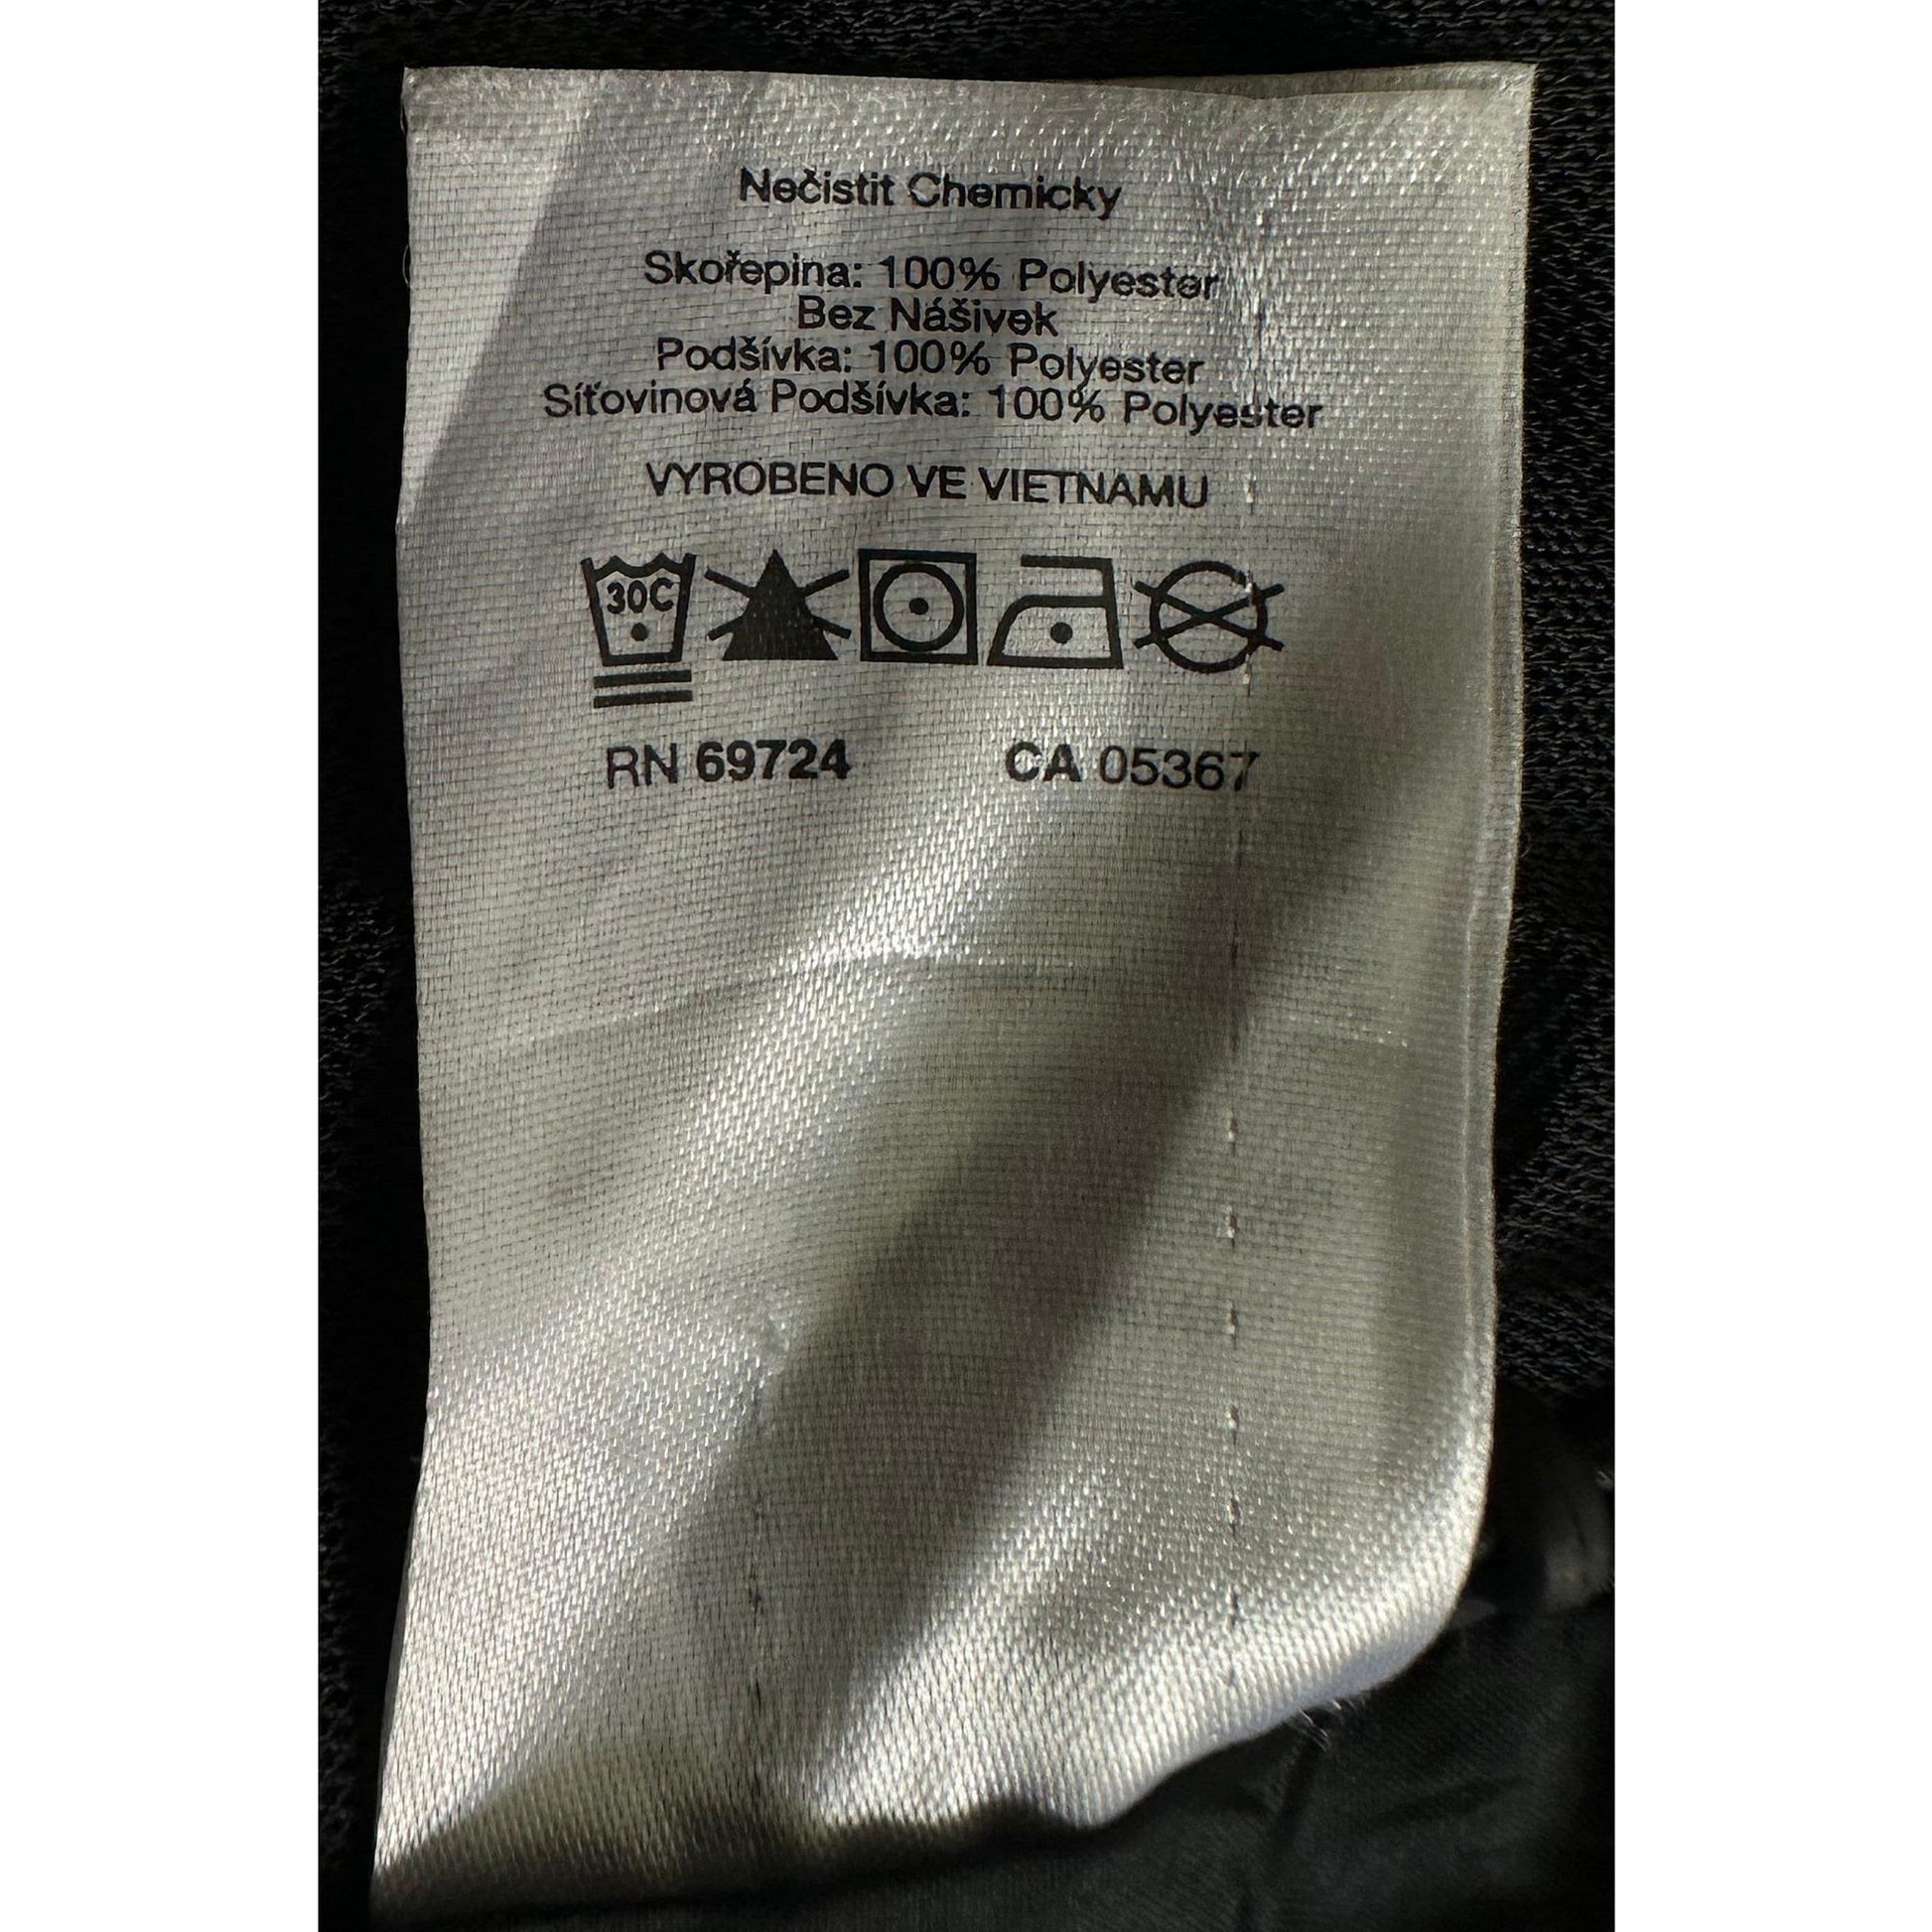 Nečistit Chemicky
Skořepina: 100% Polyester
Bez Nášivek
Podšívka: 100% Polyester
Síťovinová Podšívka: 100% Polyester
VYROBENO VE VIETNAMU
30C
RN 69724 CA 05367